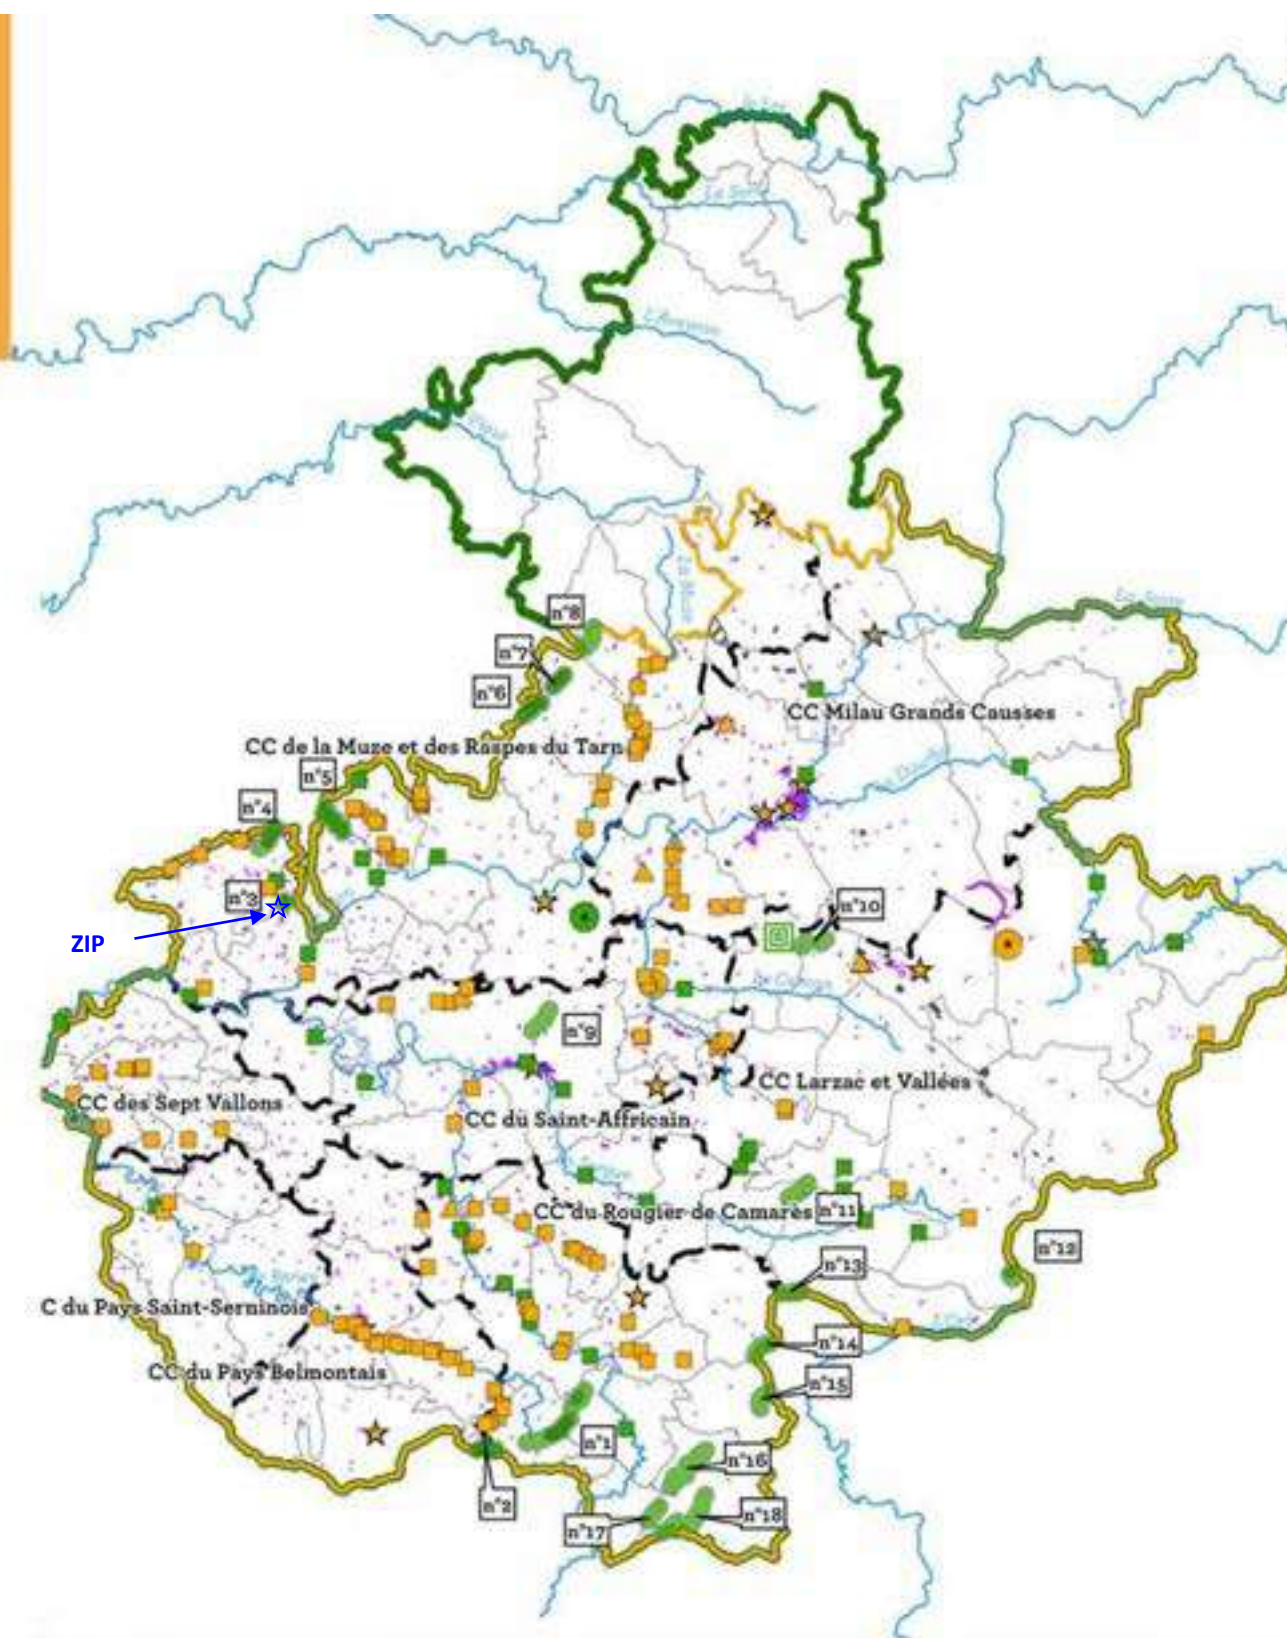 n°8
n°7
n°6
CC Milau Grands Causses
CC de la Muze et des Raspes du Tarn
n°5
n°4
n°3
n°10
ZIP
n°9
CC Larzac et Vallées
CC des Sept Vallons
CC du Saint-Affricain
CC du Rougier de Camarès
n°11
n°12
n°13
C du Pays Saint-Serninois
n°14
CC du Pays Belmontais
n°15
n°1
n°16
n°2
n°18
n°17